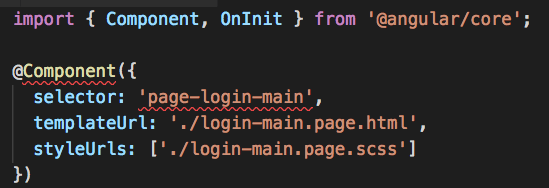 import { Component, OnInit } from '@angular/core';
@Component({
selector: 'page-login-main',
templateUrl: './login-main.page.html',
styleUrls: ['./login-main.page.scss']
})